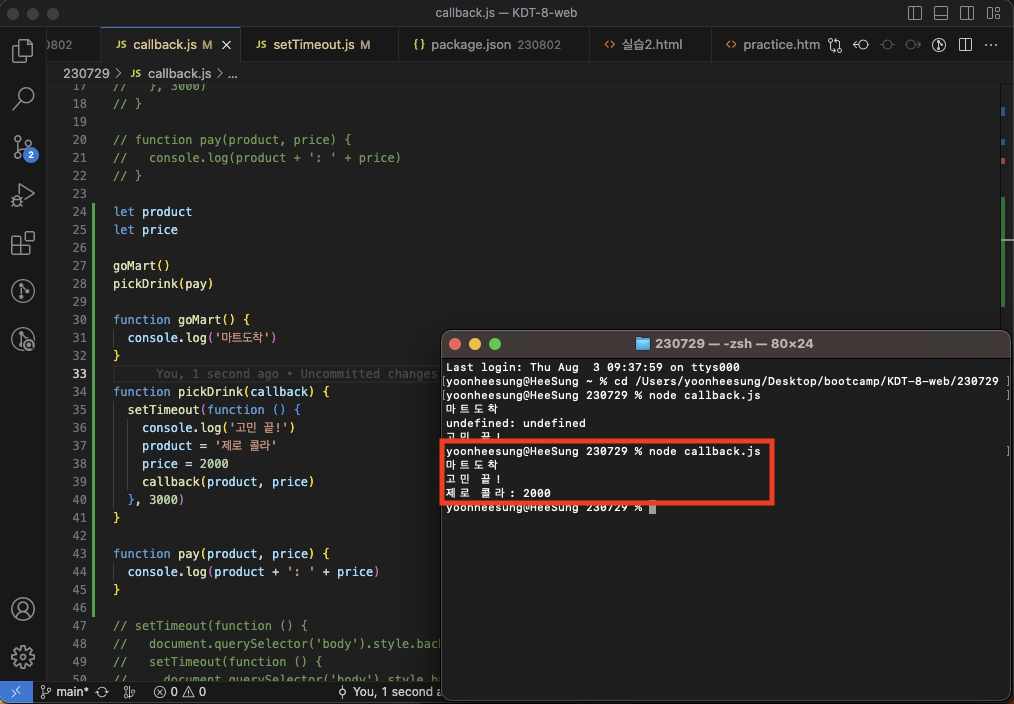 callback.js — KDT-8-web
0802 JS callback.js M JS setTimeout.js M {} package.json 230802 <> 실습2.html <> practice.htm
230729 > JS callback.js > ...
17 // }, 3000)
18 // }
19
20 // function pay(product, price) {
21 // console.log(product + ': ' + price)
22 // }
23
24 let product
25 let price
26
27 goMart()
28 pickDrink(pay)
29
30 function goMart() {
31 console.log('마트도착')
32 }
33 You, 1 second ago • Uncommitted changes
34 function pickDrink(callback) {
35 setTimeout(function () {
36 console.log('고민 끝!')
37 product = '제로 콜라'
38 price = 2000
39 callback(product, price)
40 }, 3000)
41 }
42
43 function pay(product, price) {
44 console.log(product + ': ' + price)
45 }
46
47 // setTimeout(function () {
48 // document.querySelector('body').style.bac
49 // setTimeout(function () {
50 // document.querySelector('body').style.ba
2
main* 0 0 You, 1 second a
230729 — -zsh — 80×24
Last login: Thu Aug  3 09:37:59 on ttys000
[yoonheesung@HeeSung ~ % cd /Users/yoonheesung/Desktop/bootcamp/KDT-8-web/230729 ]
[yoonheesung@HeeSung 230729 % node callback.js ]
마트도착
undefined: undefined
고민 끝!
yoonheesung@HeeSung 230729 % node callback.js ]
마트도착
고민 끝!
제로 콜라: 2000
yoonheesung@HeeSung 230729 %